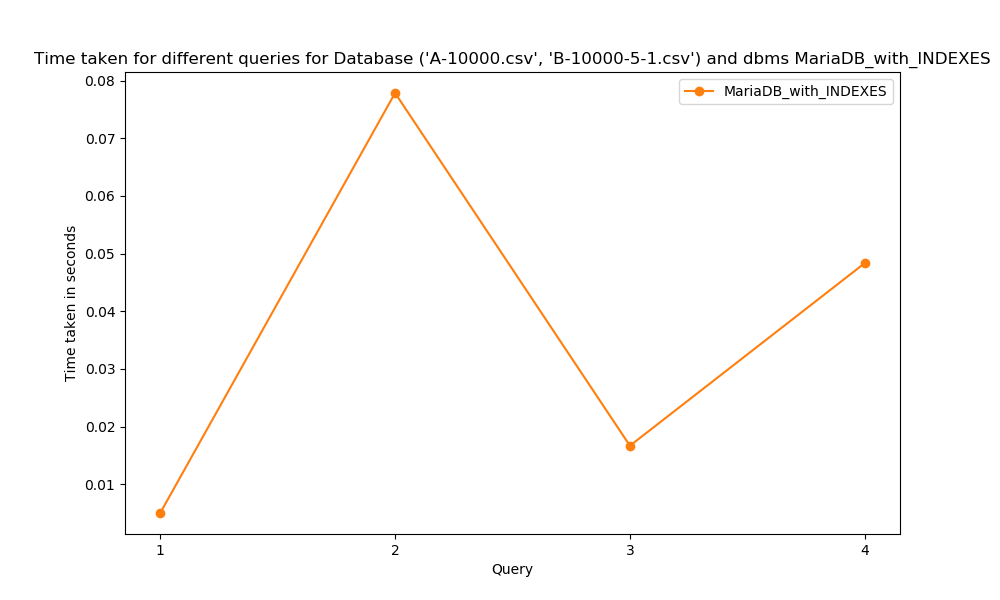 Time taken for different queries for Database ('A-10000.csv', 'B-10000-5-1.csv') and dbms MariaDB_with_INDEXES
MariaDB_with_INDEXES
Time taken in seconds
0.08
0.07
0.06
0.05
0.04
0.03
0.02
0.01
1 2 3 4
Query